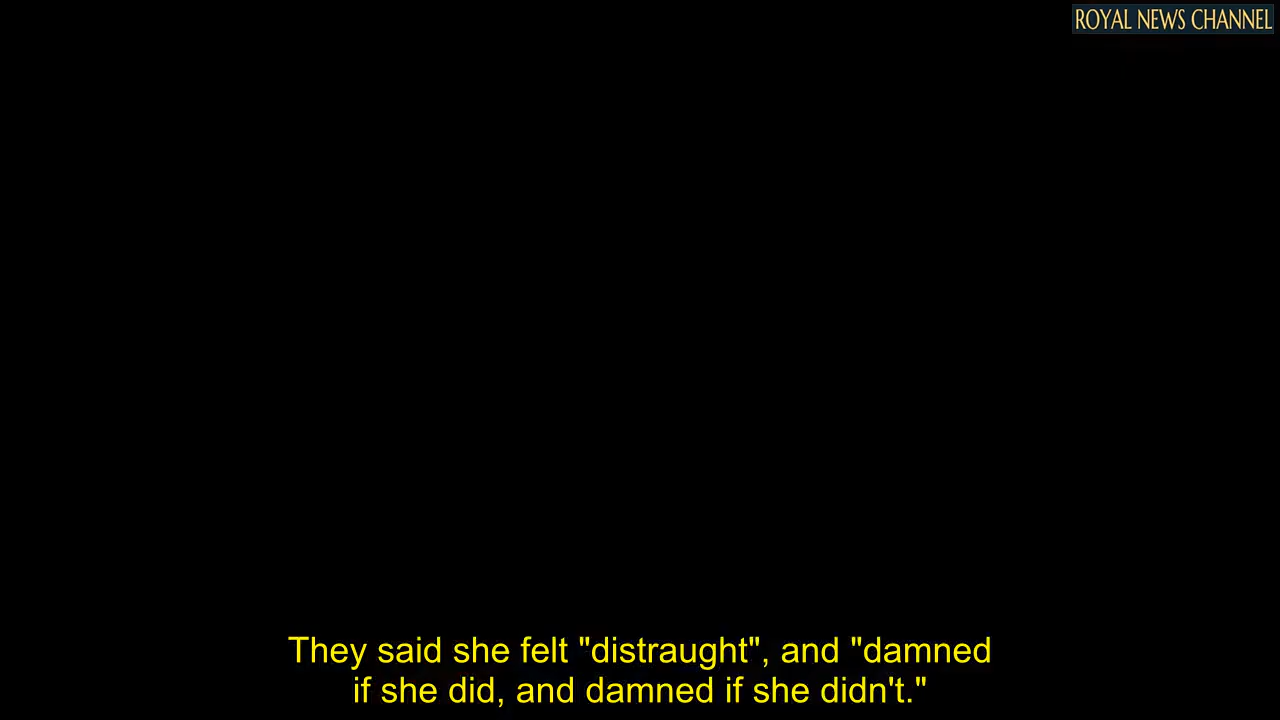 ROYAL NEWS CHANNEL
They said she felt "distraught", and "damned
if she did, and damned if she didn't."